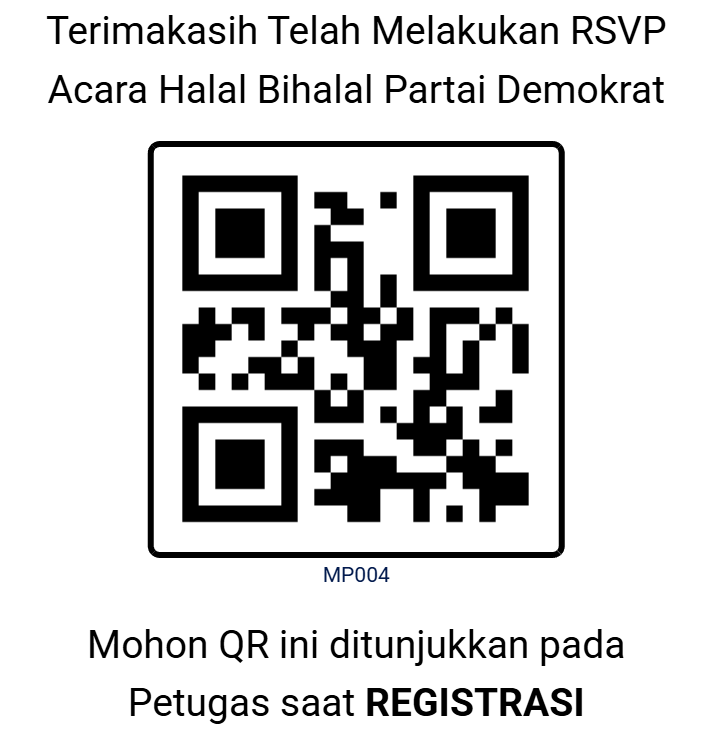 Terimakasih Telah Melakukan RSVP
Acara Halal Bihalal Partai Demokrat
MP004
Mohon QR ini ditunjukkan pada
Petugas saat REGISTRASI